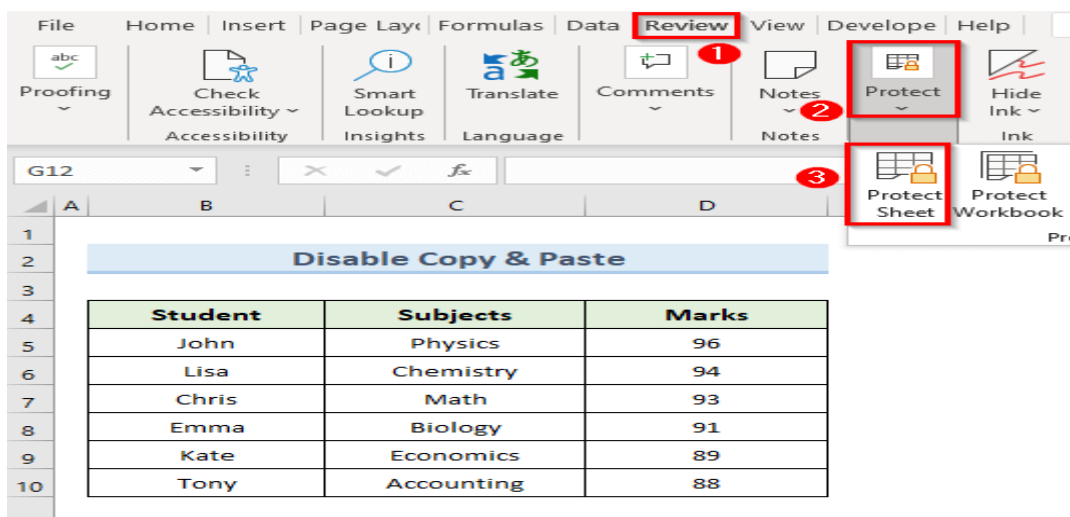 File Home Insert Page Layo Formulas Data Review View Develope Help
1
abc
Proofing
Check
Accessibility
Accessibility
Smart
Lookup
Insights
あ
a
Translate
Language
Comments
Notes
Notes
2
Protect
Hide
Ink
Ink
3
Protect
Sheet
Protect
Workbook
Pr
G12 fx
A B C D
1
2 Disable Copy & Paste
3
4 Student Subjects Marks
5 John Physics 96
6 Lisa Chemistry 94
7 Chris Math 93
8 Emma Biology 91
9 Kate Economics 89
10 Tony Accounting 88